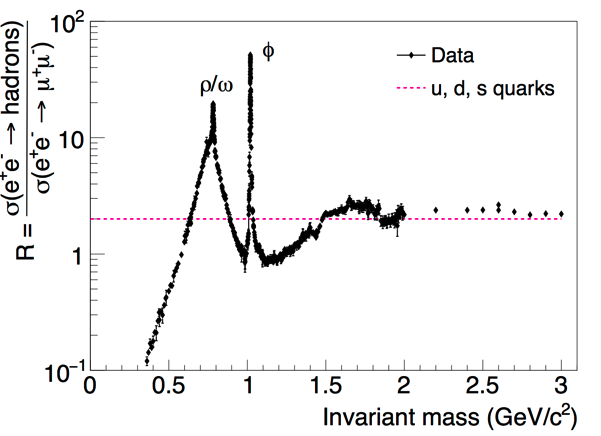 R = σ(e⁺e⁻ → hadrons) / σ(e⁺e⁻ → μ⁺μ⁻)
10²
10
1
10⁻¹
ρ/ω
ϕ
Data
u, d, s quarks
0 0.5 1 1.5 2 2.5 3
Invariant mass (GeV/c²)